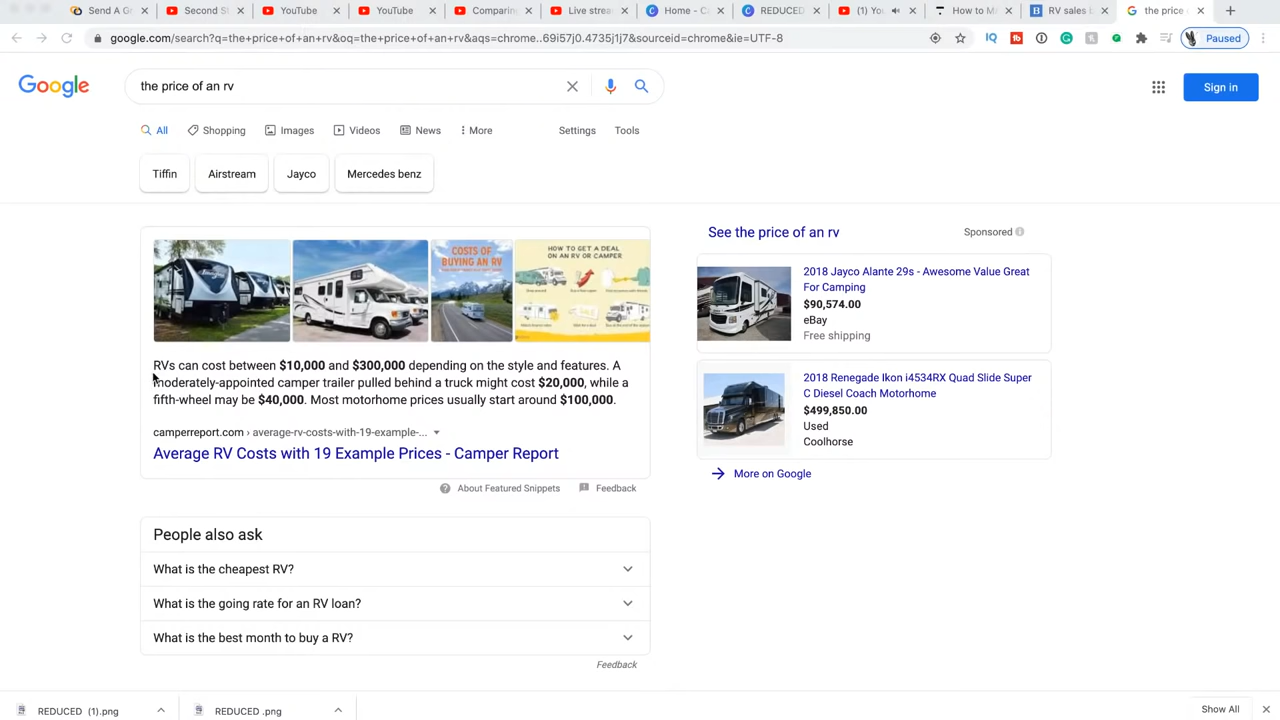 Send A Gr
Second S
YouTube
YouTube
Comparin
Live strea
Home - C
REDUCED
(1) You
How to M
RV sales b
the price o
google.com/search?q=the+price+of+an+rv&oq=the+price+of+an+rv&aqs=chrome..69i57j0.4735j1j7&sourceid=chrome&ie=UTF-8
IQ
Paused
Google
the price of an rv
Sign in
All
Shopping
Images
Videos
News
More
Settings
Tools
Tiffin
Airstream
Jayco
Mercedes benz
COSTS OF
BUYING AN RV
HOW TO GET A DEAL
ON AN RV OR CAMPER
RVs can cost between $10,000 and $300,000 depending on the style and features. A
moderately-appointed camper trailer pulled behind a truck might cost $20,000, while a
fifth-wheel may be $40,000. Most motorhome prices usually start around $100,000.
camperreport.com › average-rv-costs-with-19-example-...
Average RV Costs with 19 Example Prices - Camper Report
About Featured Snippets
Feedback
See the price of an rv
Sponsored
2018 Jayco Alante 29s - Awesome Value Great
For Camping
$90,574.00
eBay
Free shipping
2018 Renegade Ikon i4534RX Quad Slide Super
C Diesel Coach Motorhome
$499,850.00
Used
Coolhorse
More on Google
People also ask
What is the cheapest RV?
What is the going rate for an RV loan?
What is the best month to buy a RV?
Feedback
REDUCED (1).png
REDUCED .png
Show All